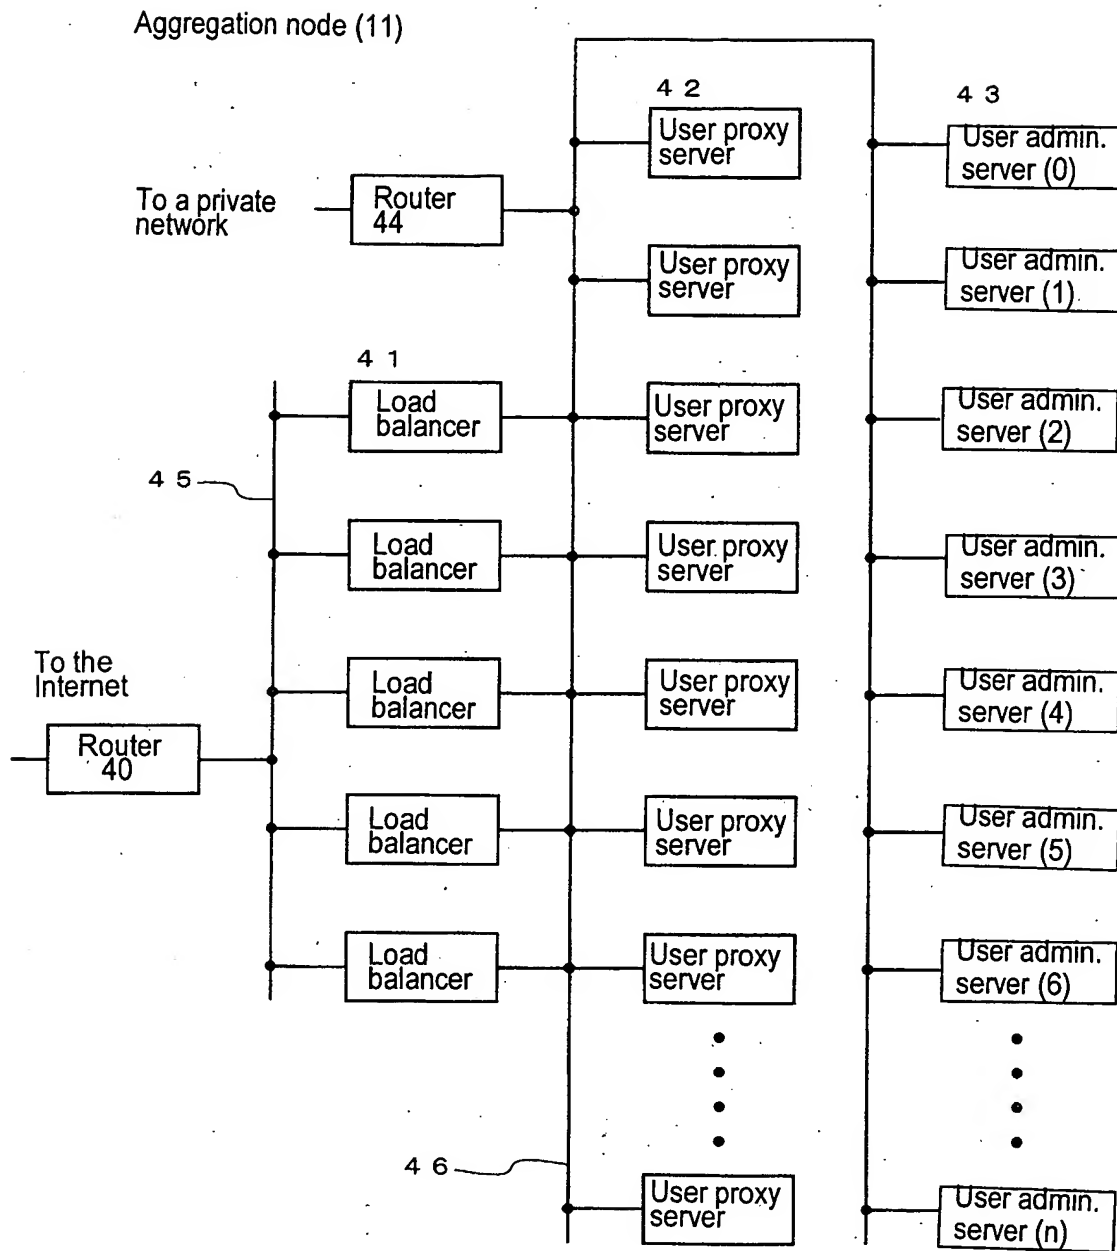 Aggregation node (11)
4 2
4 3
User proxy
server
User admin.
server (0)
To a private
network
Router
44
User proxy
server
User admin.
server (1)
4 1
Load
balancer
User proxy
server
User admin.
server (2)
4 5
Load
balancer
User proxy
server
User admin.
server (3)
To the
Internet
Load
balancer
User proxy
server
User admin.
server (4)
Router
40
Load
balancer
User proxy
server
User admin.
server (5)
Load
balancer
User proxy
server
User admin.
server (6)
4 6
User proxy
server
User admin.
server (n)